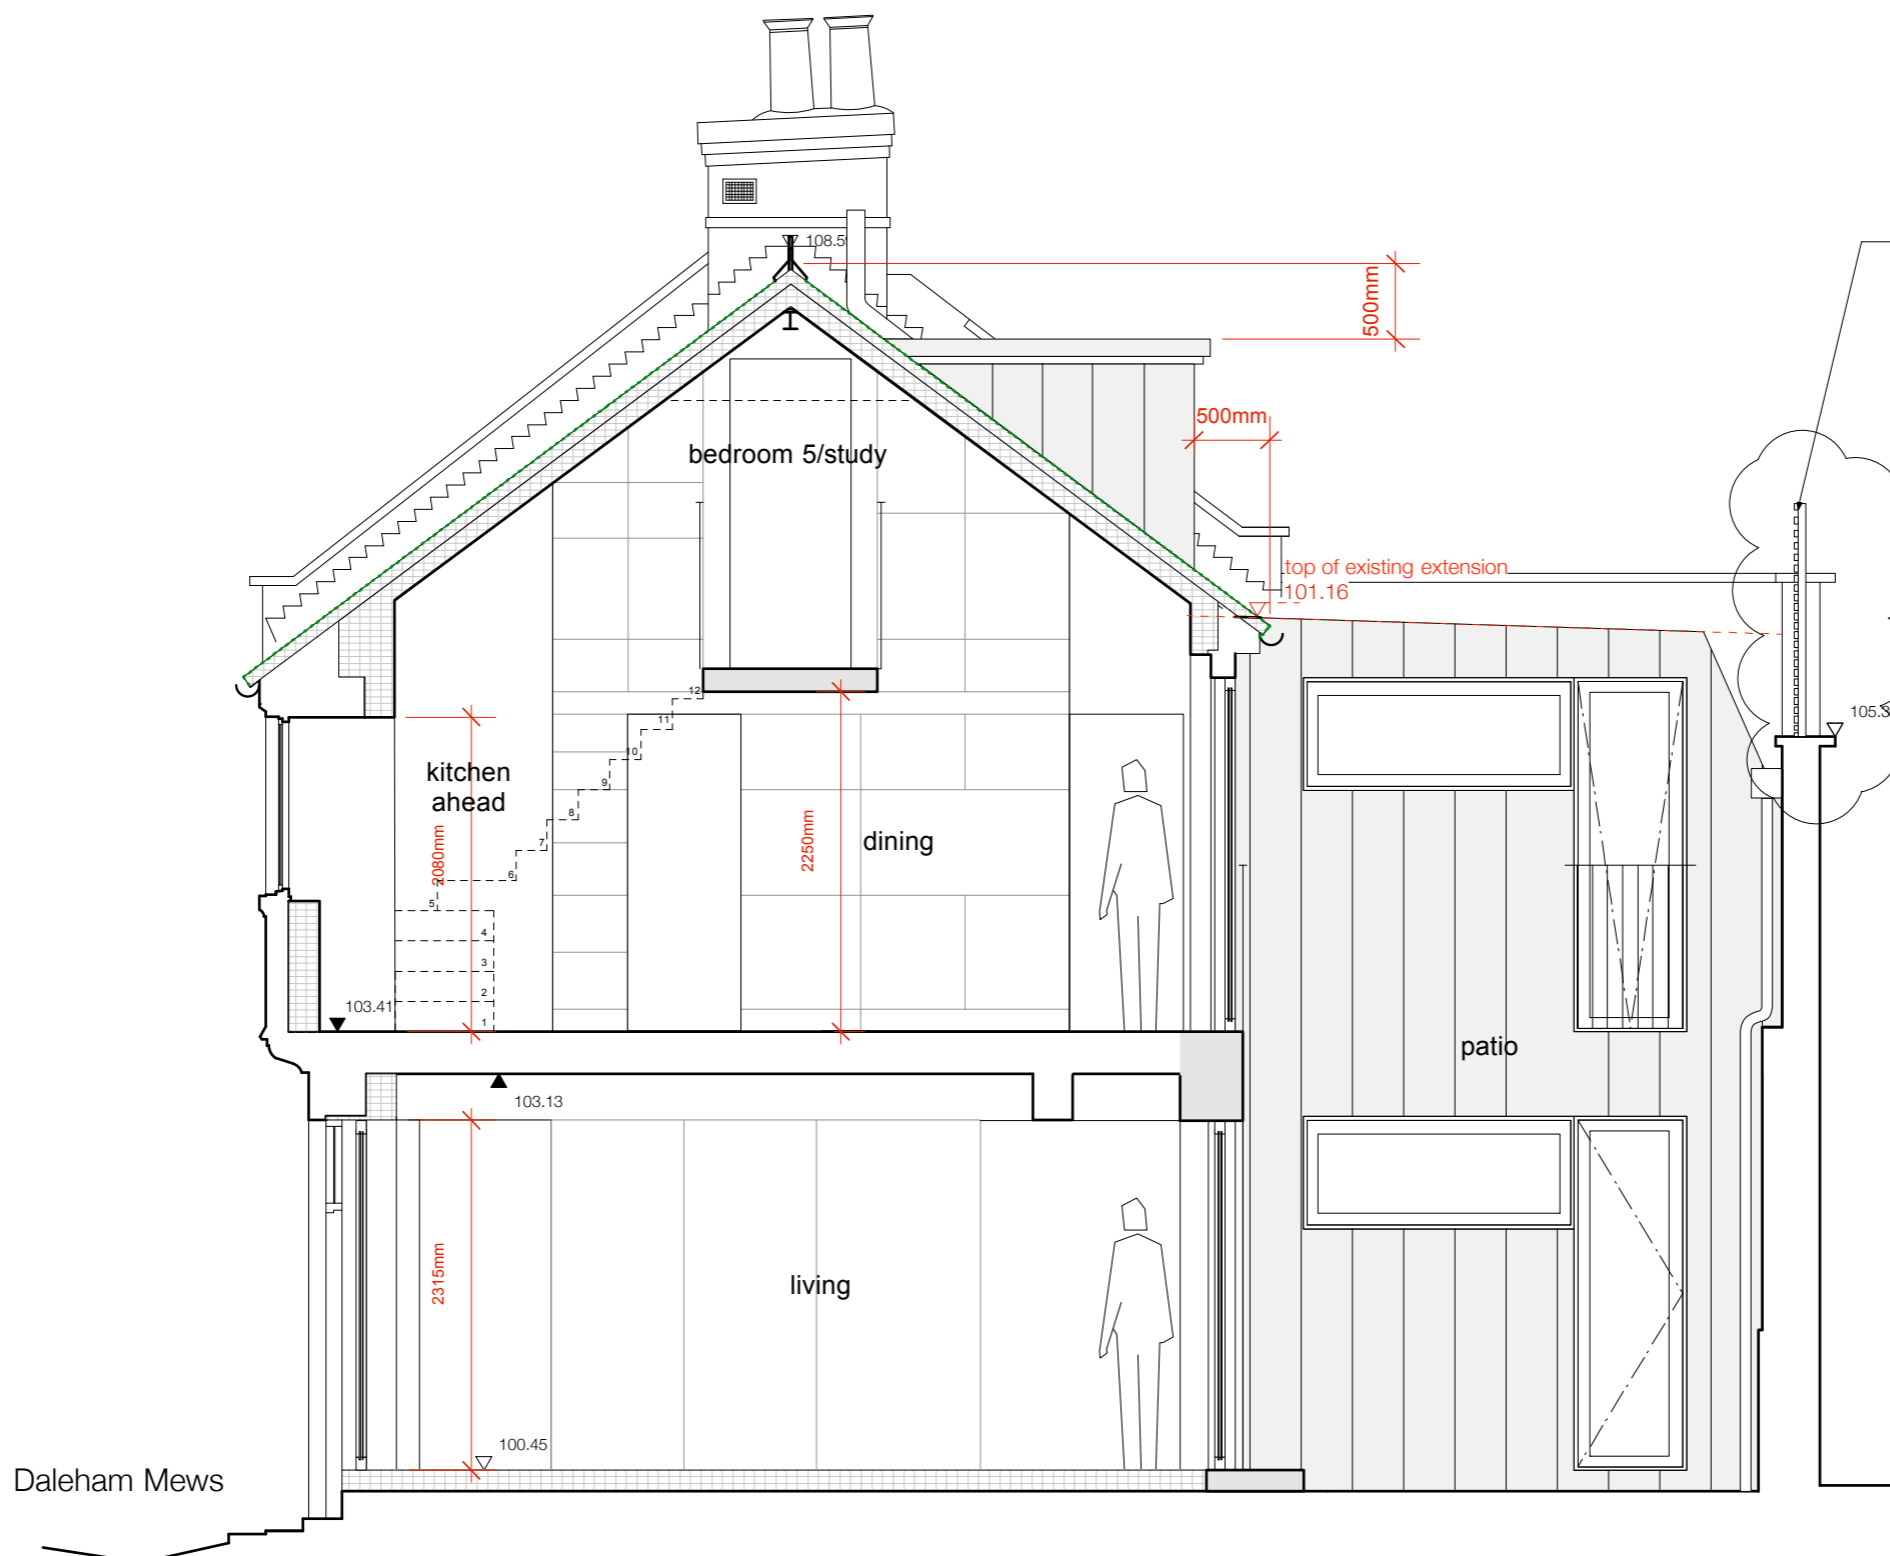 108.5
500mm
500mm
bedroom 5/study
top of existing extension
101.16
105.3
12
11
10
9
8
7
6
5
4
3
2
1
kitchen
ahead
2080mm
2250mm
dining
103.41
patio
103.13
2315mm
living
100.45
Daleham Mews